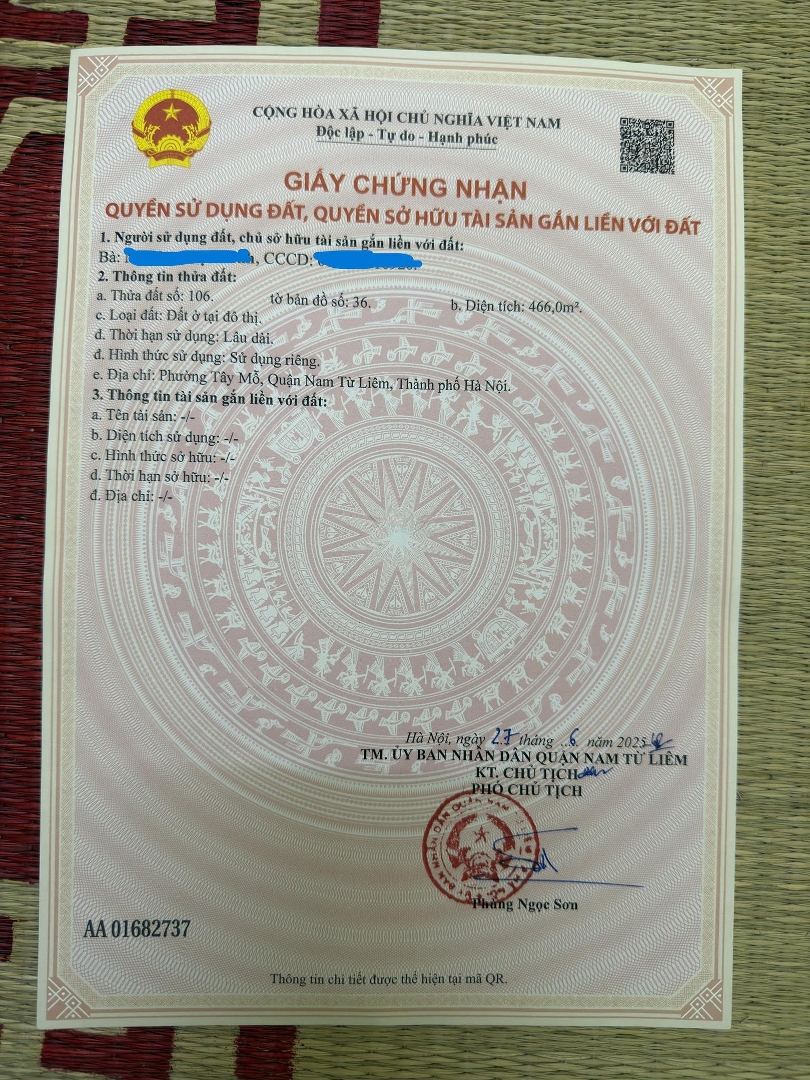 CỘNG HÒA XÃ HỘI CHỦ NGHĨA VIỆT NAM
Độc lập - Tự do - Hạnh phúc
GIẤY CHỨNG NHẬN
QUYỀN SỬ DỤNG ĐẤT, QUYỀN SỞ HỮU TÀI SẢN GẮN LIỀN VỚI ĐẤT
1. Người sử dụng đất, chủ sở hữu tài sản gắn liền với đất:
Bà: , CCCD:
2. Thông tin thửa đất:
a. Thửa đất số: 106. tờ bản đồ số: 36. b. Diện tích: 466,0m².
c. Loại đất: Đất ở tại đô thị.
d. Thời hạn sử dụng: Lâu dài.
đ. Hình thức sử dụng: Sử dụng riêng.
e. Địa chỉ: Phường Tây Mỗ, Quận Nam Từ Liêm, Thành phố Hà Nội.
3. Thông tin tài sản gắn liền với đất:
a. Tên tài sản: -/-
b. Diện tích sử dụng: -/-
c. Hình thức sở hữu: -/-
d. Thời hạn sở hữu: -/-
đ. Địa chỉ: -/-
Hà Nội, ngày 27 tháng 6 năm 2025
TM. ỦY BAN NHÂN DÂN QUẬN NAM TỪ LIÊM
KT. CHỦ TỊCH
PHÓ CHỦ TỊCH
Phùng Ngọc Sơn
AA 01682737
Thông tin chi tiết được thể hiện tại mã QR.